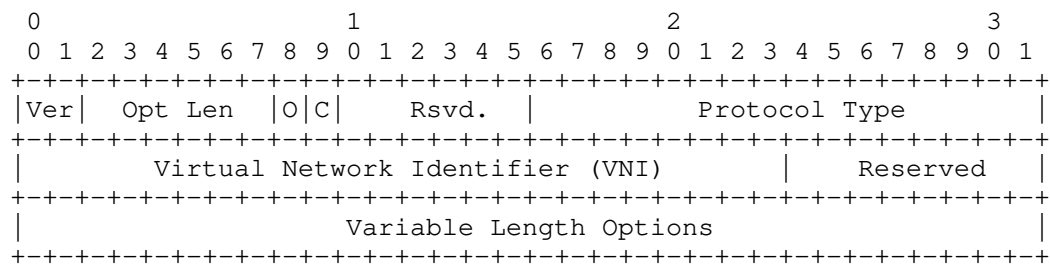 0                   1                   2                   3
 0 1 2 3 4 5 6 7 8 9 0 1 2 3 4 5 6 7 8 9 0 1 2 3 4 5 6 7 8 9 0 1
+-+-+-+-+-+-+-+-+-+-+-+-+-+-+-+-+-+-+-+-+-+-+-+-+-+-+-+-+-+-+-+-+
|Ver|  Opt Len  |O|C|    Rsvd.  |          Protocol Type        |
+-+-+-+-+-+-+-+-+-+-+-+-+-+-+-+-+-+-+-+-+-+-+-+-+-+-+-+-+-+-+-+-+
|        Virtual Network Identifier (VNI)       |    Reserved   |
+-+-+-+-+-+-+-+-+-+-+-+-+-+-+-+-+-+-+-+-+-+-+-+-+-+-+-+-+-+-+-+-+
|                    Variable Length Options                    |
+-+-+-+-+-+-+-+-+-+-+-+-+-+-+-+-+-+-+-+-+-+-+-+-+-+-+-+-+-+-+-+-+